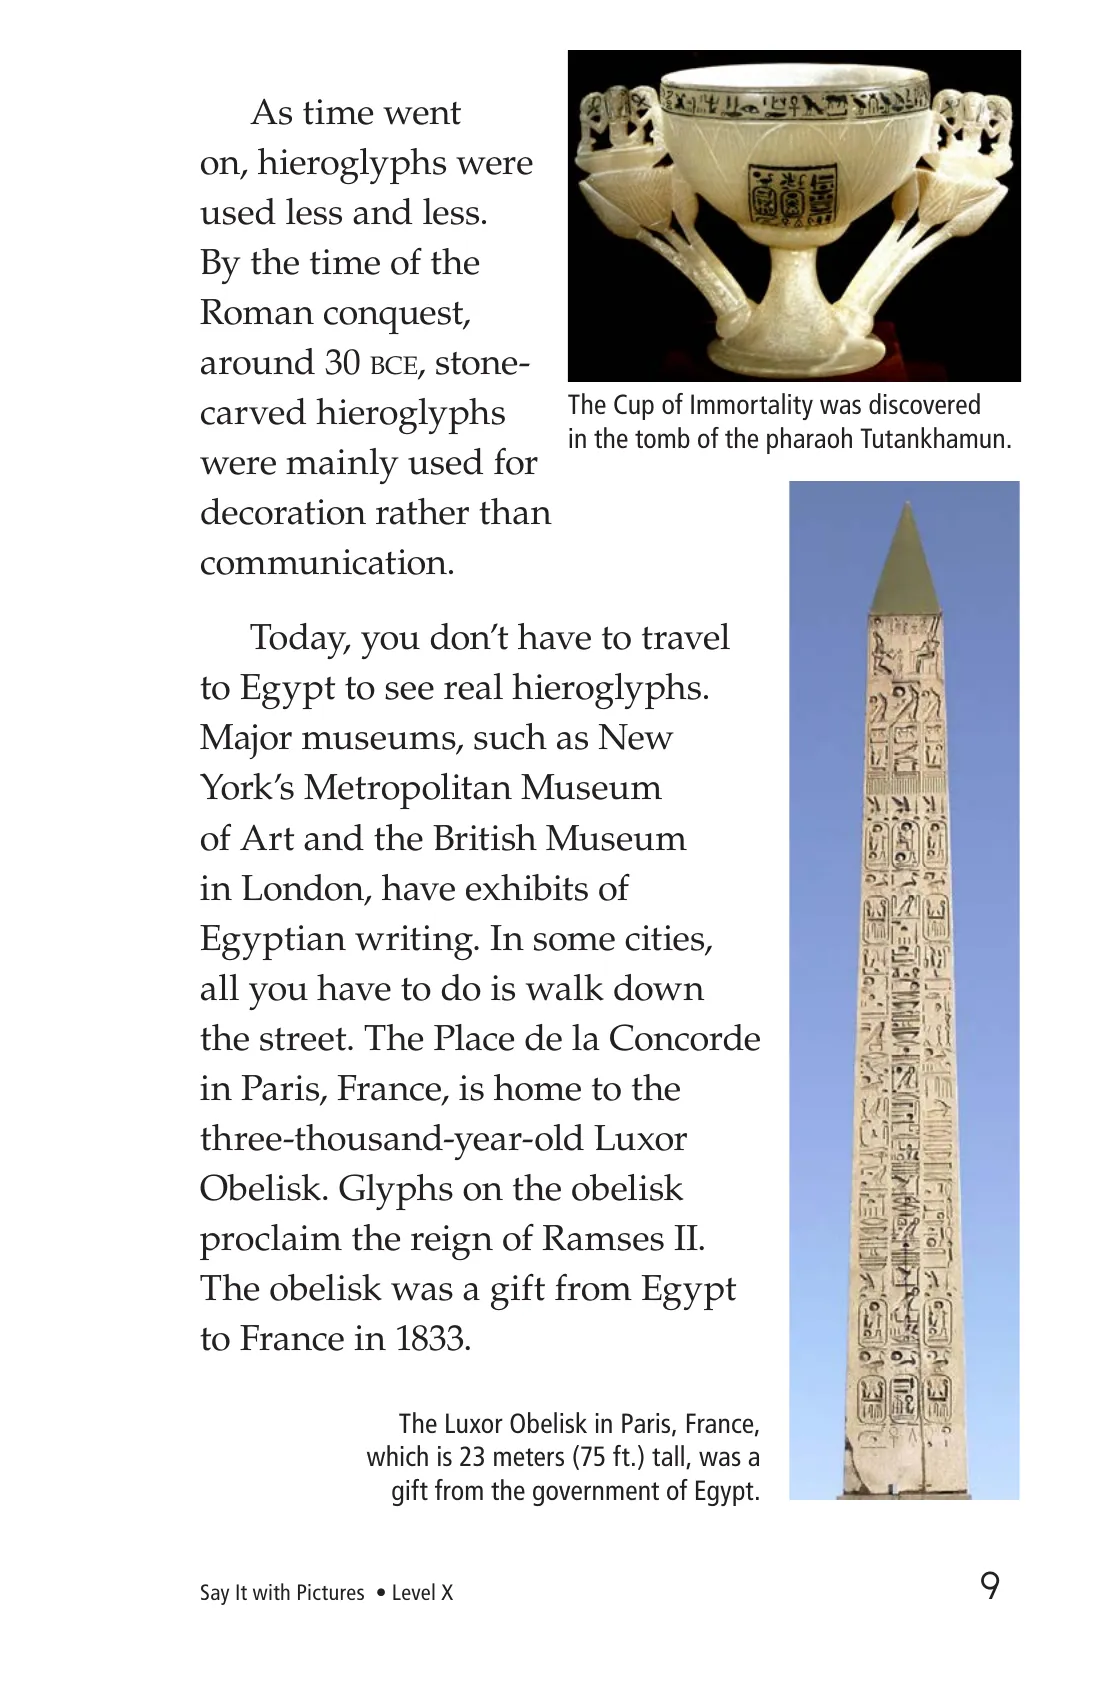 As time went
on, hieroglyphs were
used less and less.
By the time of the
Roman conquest,
around 30 BCE, stone-
carved hieroglyphs
were mainly used for
decoration rather than
communication.
The Cup of Immortality was discovered
in the tomb of the pharaoh Tutankhamun.
Today, you don’t have to travel
to Egypt to see real hieroglyphs.
Major museums, such as New
York’s Metropolitan Museum
of Art and the British Museum
in London, have exhibits of
Egyptian writing. In some cities,
all you have to do is walk down
the street. The Place de la Concorde
in Paris, France, is home to the
three-thousand-year-old Luxor
Obelisk. Glyphs on the obelisk
proclaim the reign of Ramses II.
The obelisk was a gift from Egypt
to France in 1833.
The Luxor Obelisk in Paris, France,
which is 23 meters (75 ft.) tall, was a
gift from the government of Egypt.
Say It with Pictures • Level X
9